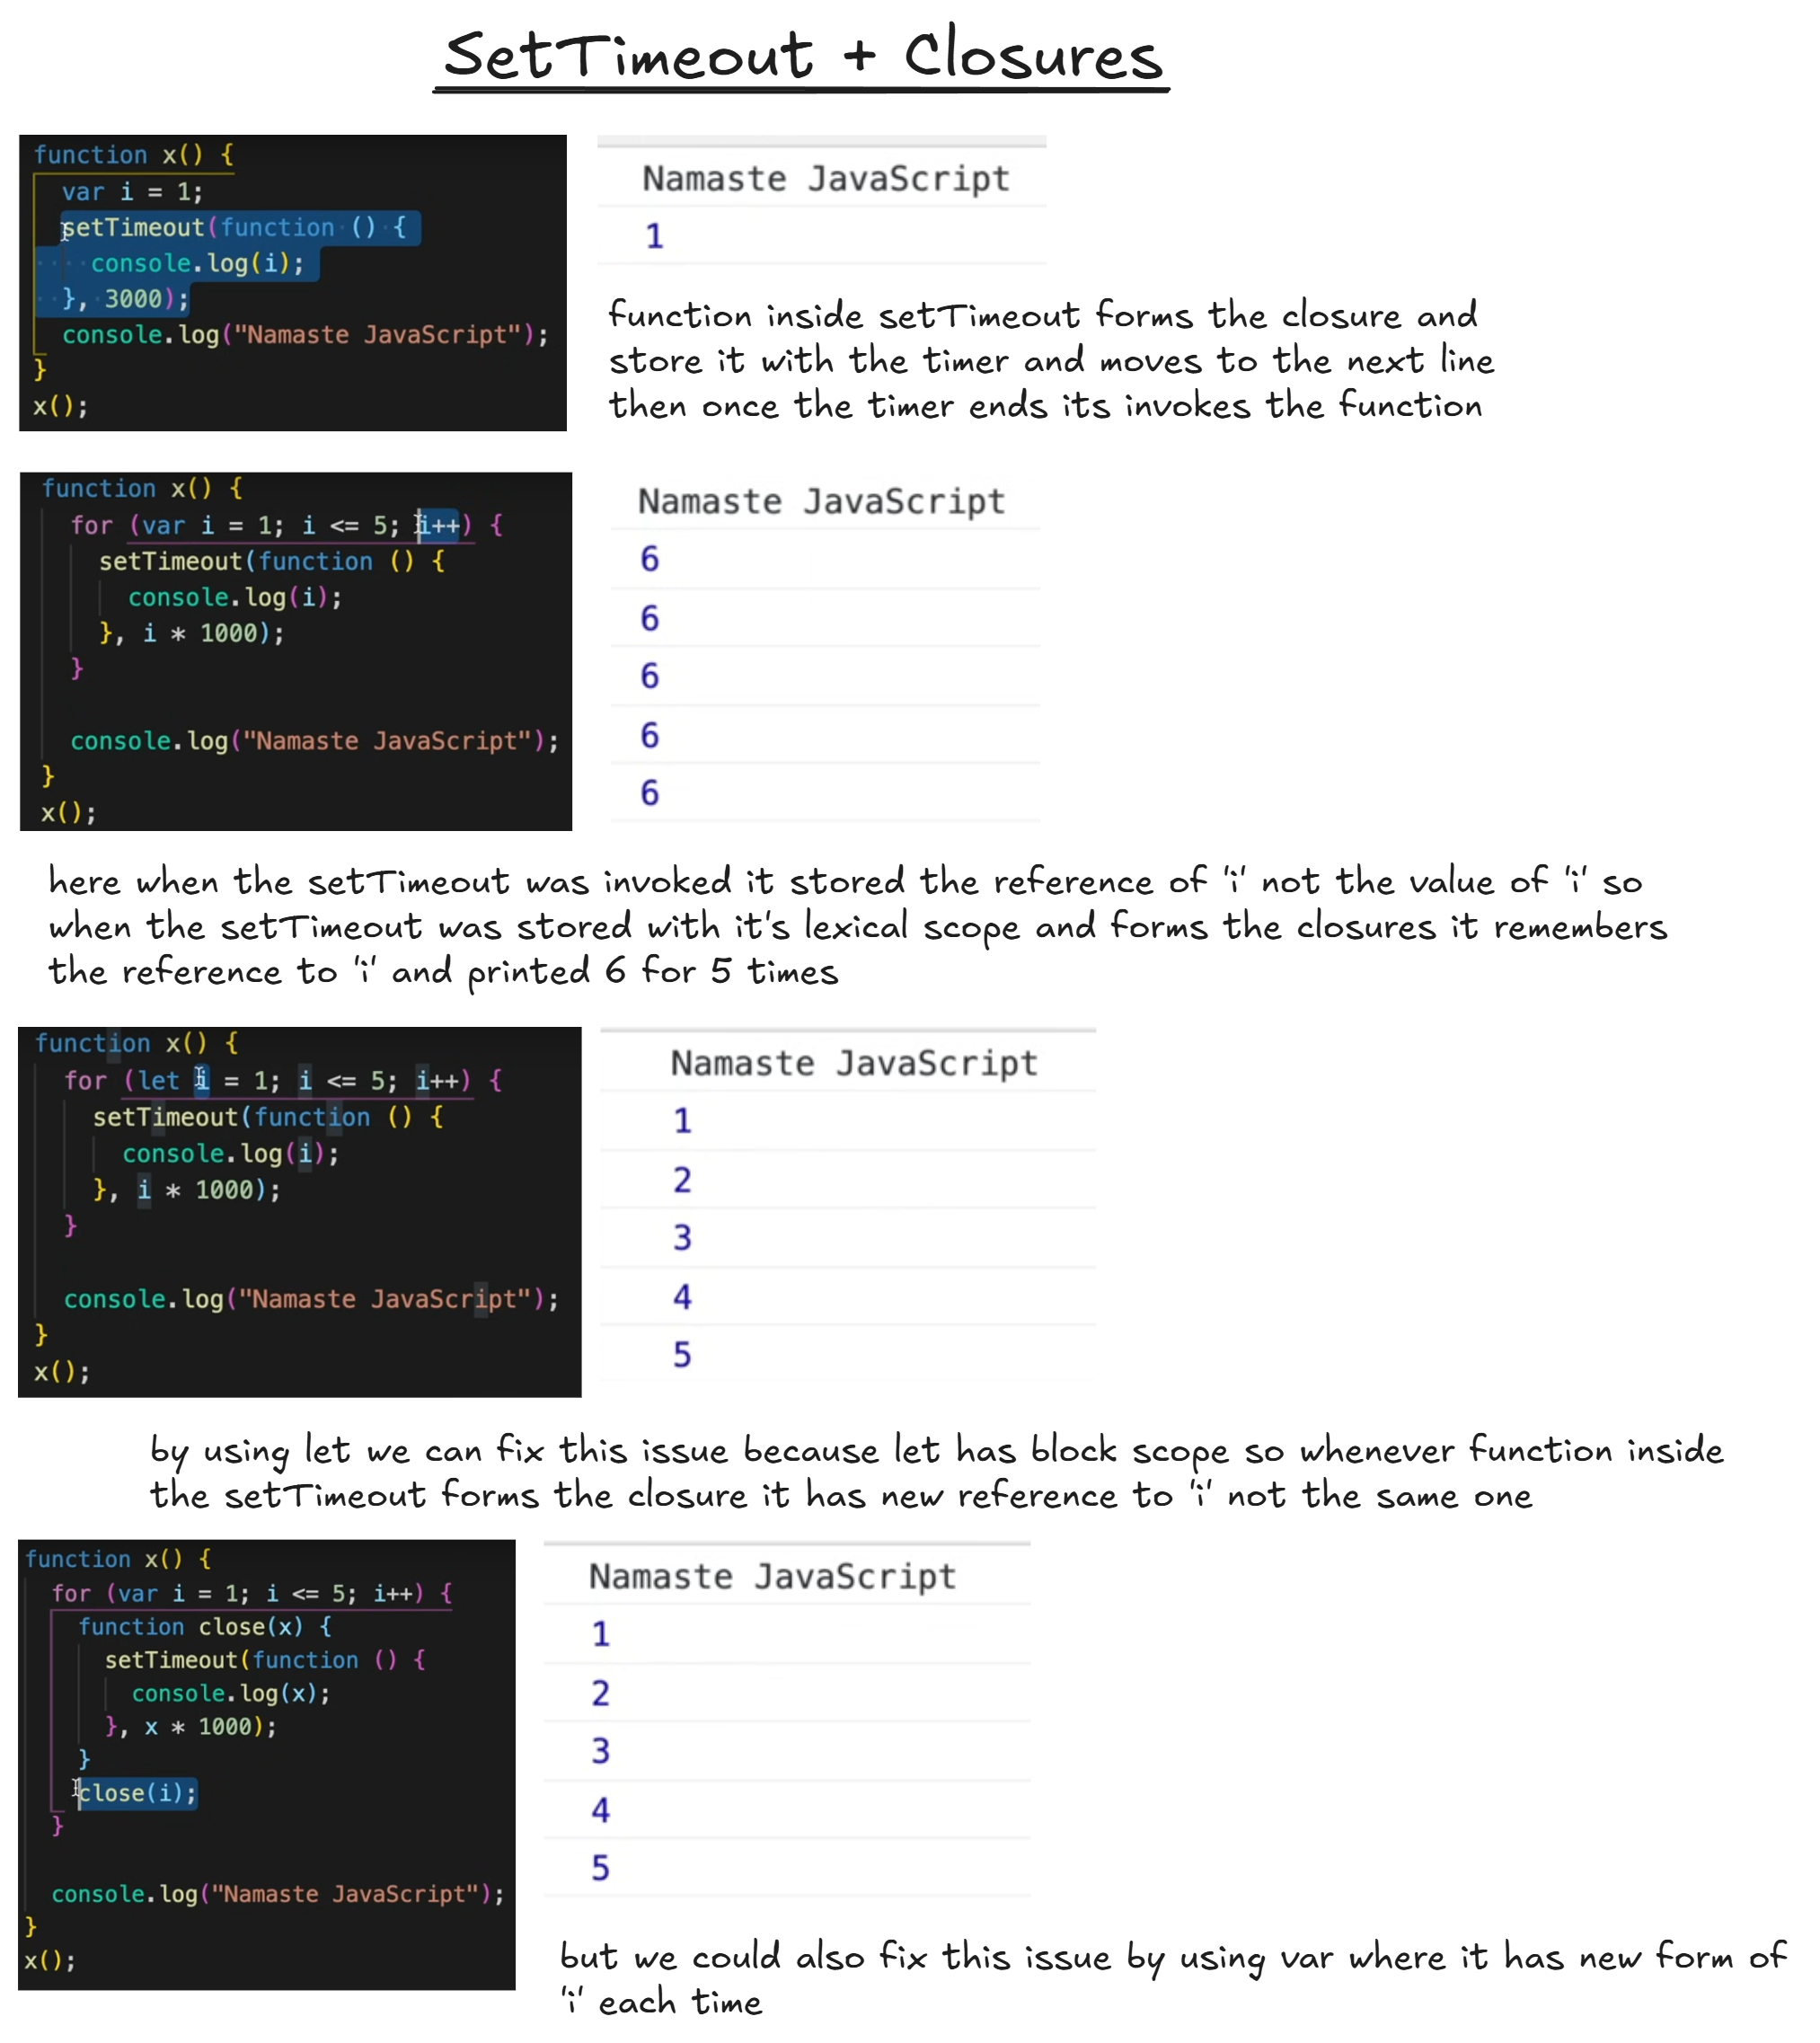 SetTimeout + Closures
function x() {
var i = 1;
setTimeout(function () {
console.log(i);
}, 3000);
console.log("Namaste JavaScript");
}
x();
Namaste JavaScript
1
function inside setTimeout forms the closure and
store it with the timer and moves to the next line
then once the timer ends its invokes the function
function x() {
for (var i = 1; i <= 5; i++) {
setTimeout(function () {
console.log(i);
}, i * 1000);
}
console.log("Namaste JavaScript");
}
x();
Namaste JavaScript
6
6
6
6
6
here when the setTimeout was invoked it stored the reference of 'i' not the value of 'i' so
when the setTimeout was stored with it's lexical scope and forms the closures it remembers
the reference to 'i' and printed 6 for 5 times
function x() {
for (let i = 1; i <= 5; i++) {
setTimeout(function () {
console.log(i);
}, i * 1000);
}
console.log("Namaste JavaScript");
}
x();
Namaste JavaScript
1
2
3
4
5
by using let we can fix this issue because let has block scope so whenever function inside
the setTimeout forms the closure it has new reference to 'i' not the same one
function x() {
for (var i = 1; i <= 5; i++) {
function close(x) {
setTimeout(function () {
console.log(x);
}, x * 1000);
}
close(i);
}
console.log("Namaste JavaScript");
}
x();
Namaste JavaScript
1
2
3
4
5
but we could also fix this issue by using var where it has new form of
'i' each time